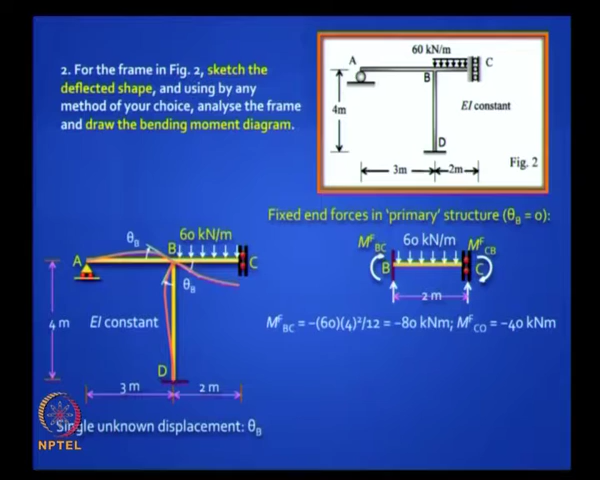 2. For the frame in Fig. 2, sketch the
deflected shape, and using by any
method of your choice, analyse the frame
and draw the bending moment diagram.
60 kN/m
A
C
B
4m
EI constant
D
3m
2m
Fig. 2
Fixed end forces in 'primary' structure (θB = 0):
θB
B 60 kN/m
A
C
θB
4 m
EI constant
D
3 m
2 m
MFBC 60 kN/m MFCB
B
C
2 m
MFBC = −(60)(4)²/12 = −80 kNm; MFCO = −40 kNm
Single unknown displacement: θB
NPTEL